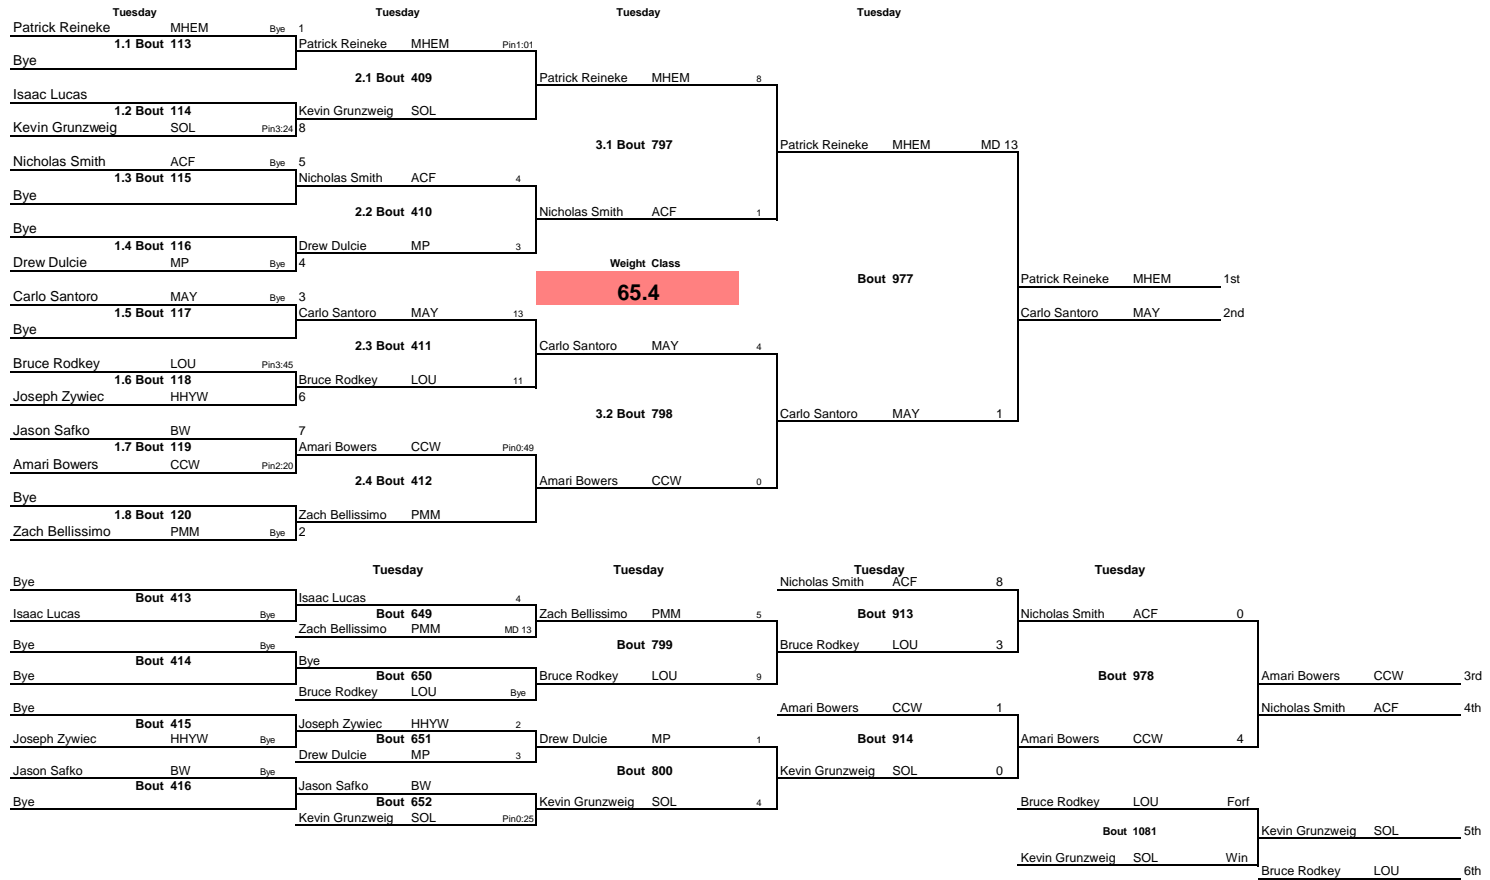 Tuesday Tuesday Tuesday Tuesday
Patrick Reineke MHEM Bye 1
1.1 Bout 113 Patrick Reineke MHEM Pin1:01
Bye
2.1 Bout 409 Patrick Reineke MHEM 8
Isaac Lucas
1.2 Bout 114 Kevin Grunzweig SOL
Kevin Grunzweig SOL Pin3:24 8
3.1 Bout 797 Patrick Reineke MHEM MD 13
Nicholas Smith ACF Bye 5
1.3 Bout 115 Nicholas Smith ACF 4
Bye
2.2 Bout 410 Nicholas Smith ACF 1
Bye
1.4 Bout 116 Drew Dulcie MP 3
Drew Dulcie MP Bye 4
Weight Class
Bout 977 Patrick Reineke MHEM 1st
65.4
Carlo Santoro MAY Bye 3
1.5 Bout 117 Carlo Santoro MAY 13
Carlo Santoro MAY 2nd
Bye
2.3 Bout 411 Carlo Santoro MAY 4
Bruce Rodkey LOU Pin3:45
1.6 Bout 118 Bruce Rodkey LOU 11
Joseph Zywiec HHYW 6
3.2 Bout 798 Carlo Santoro MAY 1
Jason Safko BW 7
1.7 Bout 119 Amari Bowers CCW Pin0:49
Amari Bowers CCW Pin2:20
2.4 Bout 412 Amari Bowers CCW 0
Bye
1.8 Bout 120 Zach Bellissimo PMM
Zach Bellissimo PMM Bye 2
Tuesday Tuesday Tuesday Tuesday
Bye
Nicholas Smith ACF 8
Bout 413 Isaac Lucas 4
Isaac Lucas Bye
Bout 649 Zach Bellissimo PMM 5
Bout 913 Nicholas Smith ACF 0
Zach Bellissimo PMM MD 13
Bye Bye
Bout 799 Bruce Rodkey LOU 3
Bout 414 Bye
Bye
Bout 650 Bruce Rodkey LOU 9
Bout 978 Amari Bowers CCW 3rd
Bruce Rodkey LOU Bye
Bye
Amari Bowers CCW 1
Nicholas Smith ACF 4th
Bout 415 Joseph Zywiec HHYW 2
Joseph Zywiec HHYW Bye
Bout 651 Drew Dulcie MP 1
Bout 914 Amari Bowers CCW 4
Drew Dulcie MP 3
Jason Safko BW Bye
Bout 800 Kevin Grunzweig SOL 0
Bout 416 Jason Safko BW
Bye
Bout 652 Kevin Grunzweig SOL 4
Bruce Rodkey LOU Forf
Kevin Grunzweig SOL Pin0:25
Bout 1081 Kevin Grunzweig SOL 5th
Kevin Grunzweig SOL Win
Bruce Rodkey LOU 6th